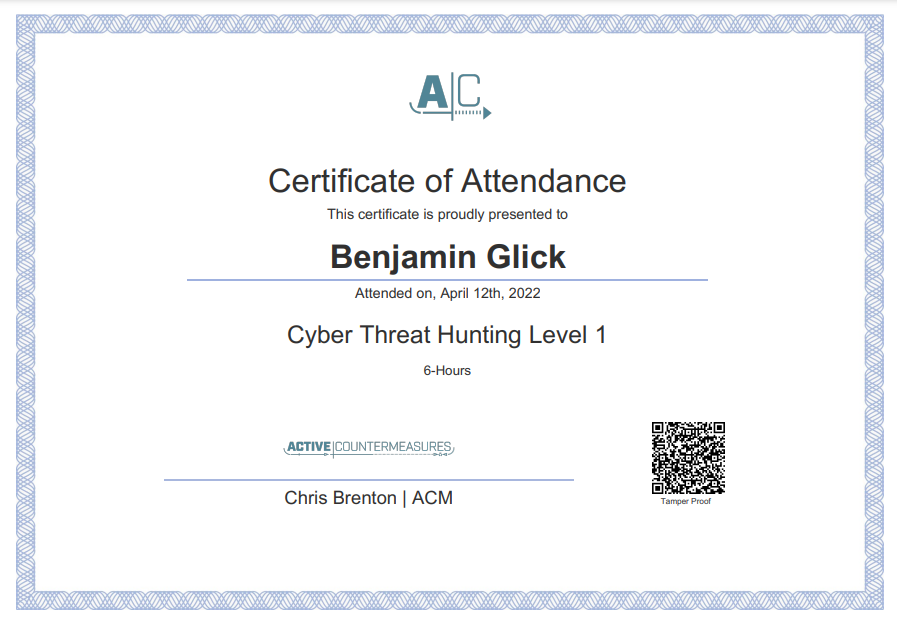 A|C
Certificate of Attendance
This certificate is proudly presented to
Benjamin Glick
Attended on, April 12th, 2022
Cyber Threat Hunting Level 1
6-Hours
ACTIVE|COUNTERMEASURES
Chris Brenton | ACM
Tamper Proof